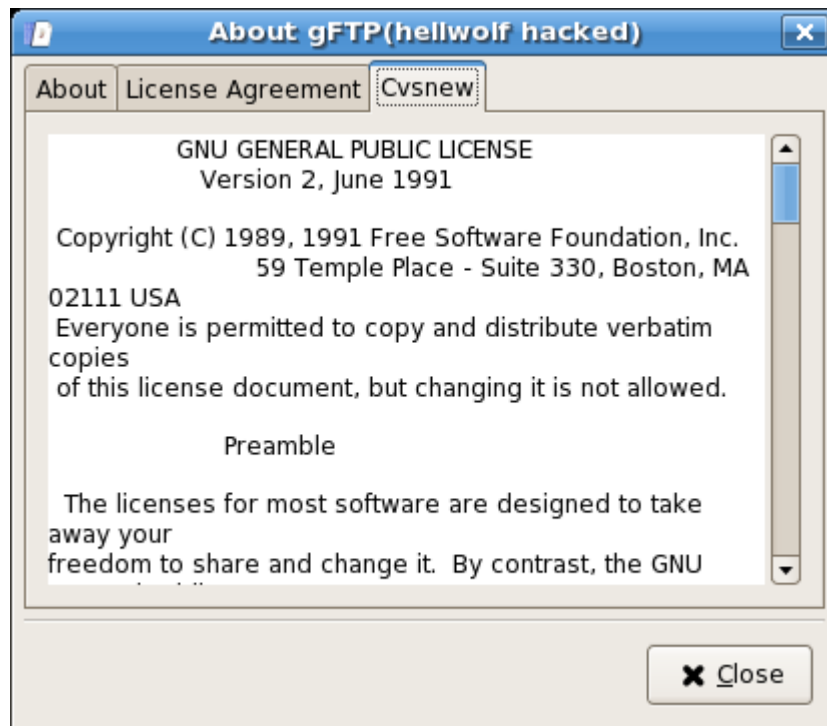 About gFTP(hellwolf hacked)
About License Agreement Cvsnew
GNU GENERAL PUBLIC LICENSE
Version 2, June 1991
Copyright (C) 1989, 1991 Free Software Foundation, Inc.
59 Temple Place - Suite 330, Boston, MA
02111 USA
Everyone is permitted to copy and distribute verbatim
copies
of this license document, but changing it is not allowed.
Preamble
The licenses for most software are designed to take
away your
freedom to share and change it. By contrast, the GNU
Close